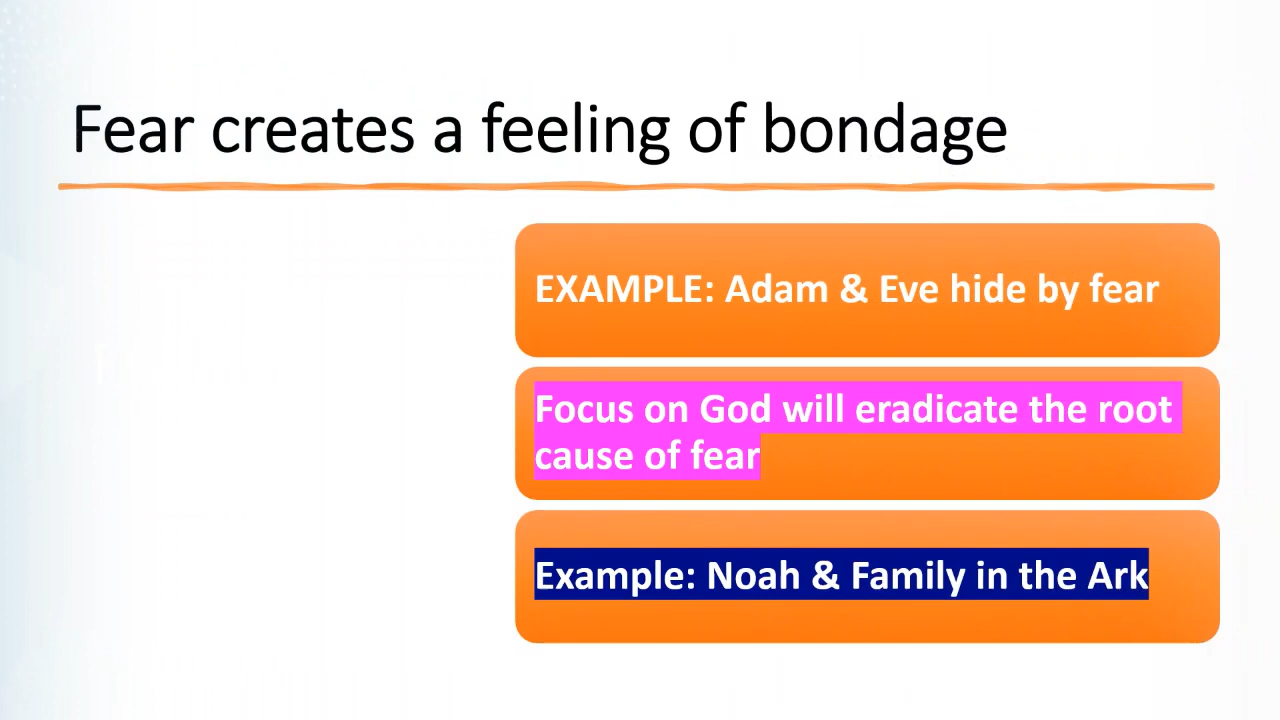 Fear creates a feeling of bondage
EXAMPLE: Adam & Eve hide by fear
Focus on God will eradicate the root
cause of fear
Example: Noah & Family in the Ark